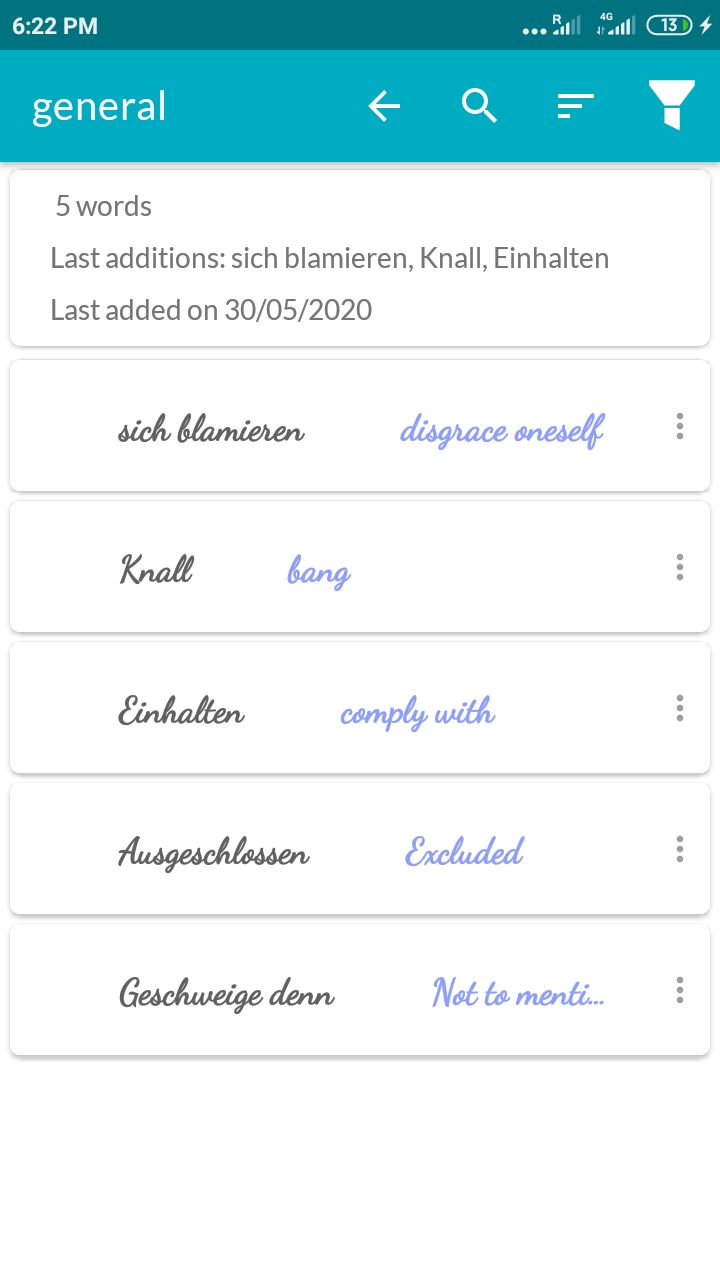 6:22 PM R 4G 13
general
5 words
Last additions: sich blamieren, Knall, Einhalten
Last added on 30/05/2020
sich blamieren disgrace oneself
Knall bang
Einhalten comply with
Ausgeschlossen Excluded
Geschweige denn Not to menti...